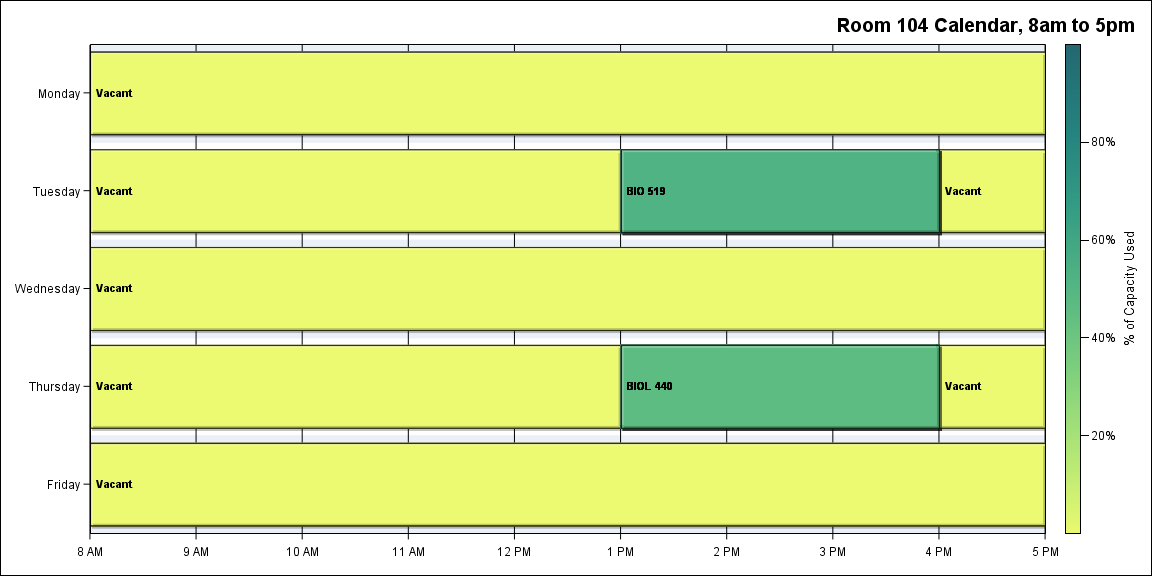 Room 104 Calendar, 8am to 5pm
Monday
Vacant
Tuesday
Vacant
BIO 519
Vacant
Wednesday
Vacant
Thursday
Vacant
BIOL 440
Vacant
Friday
Vacant
8 AM 9 AM 10 AM 11 AM 12 PM 1 PM 2 PM 3 PM 4 PM 5 PM
80%
60%
40%
20%
% of Capacity Used